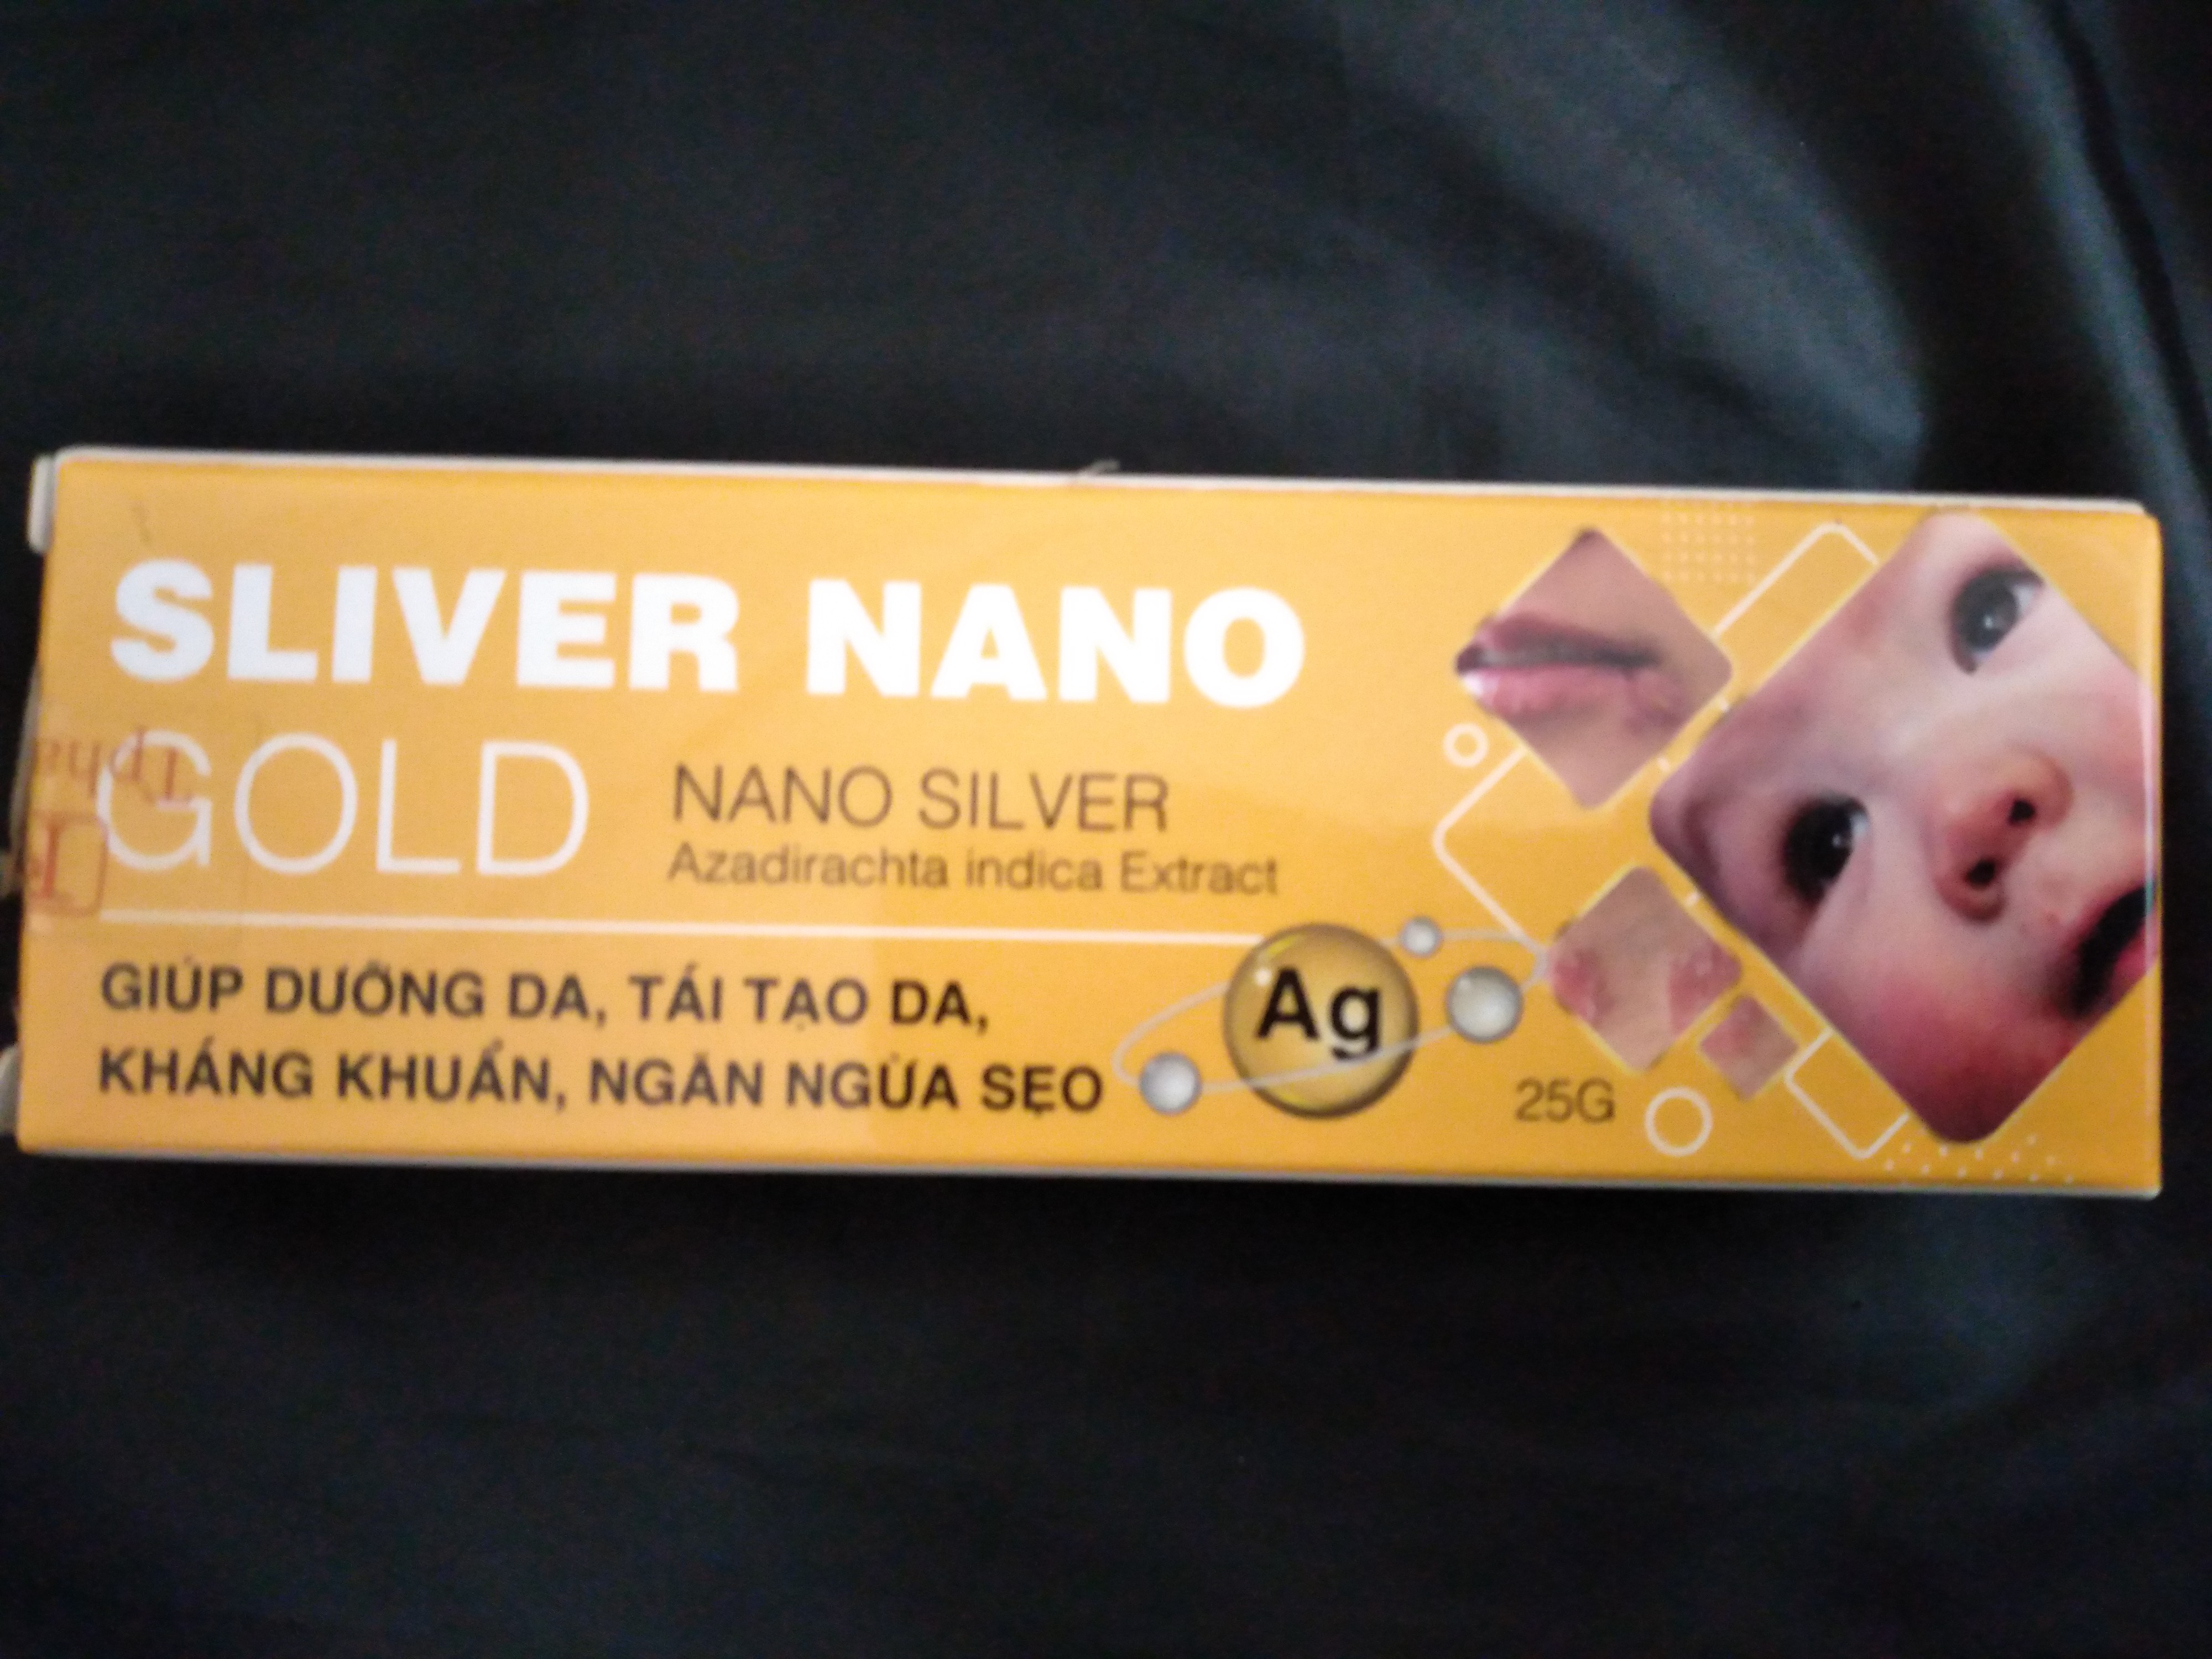 SLIVER NANO
GOLD
NANO SILVER
Azadirachta indica Extract
GIÚP DƯỠNG DA, TÁI TẠO DA,
KHÁNG KHUẨN, NGĂN NGỪA SẸO
Ag
25G